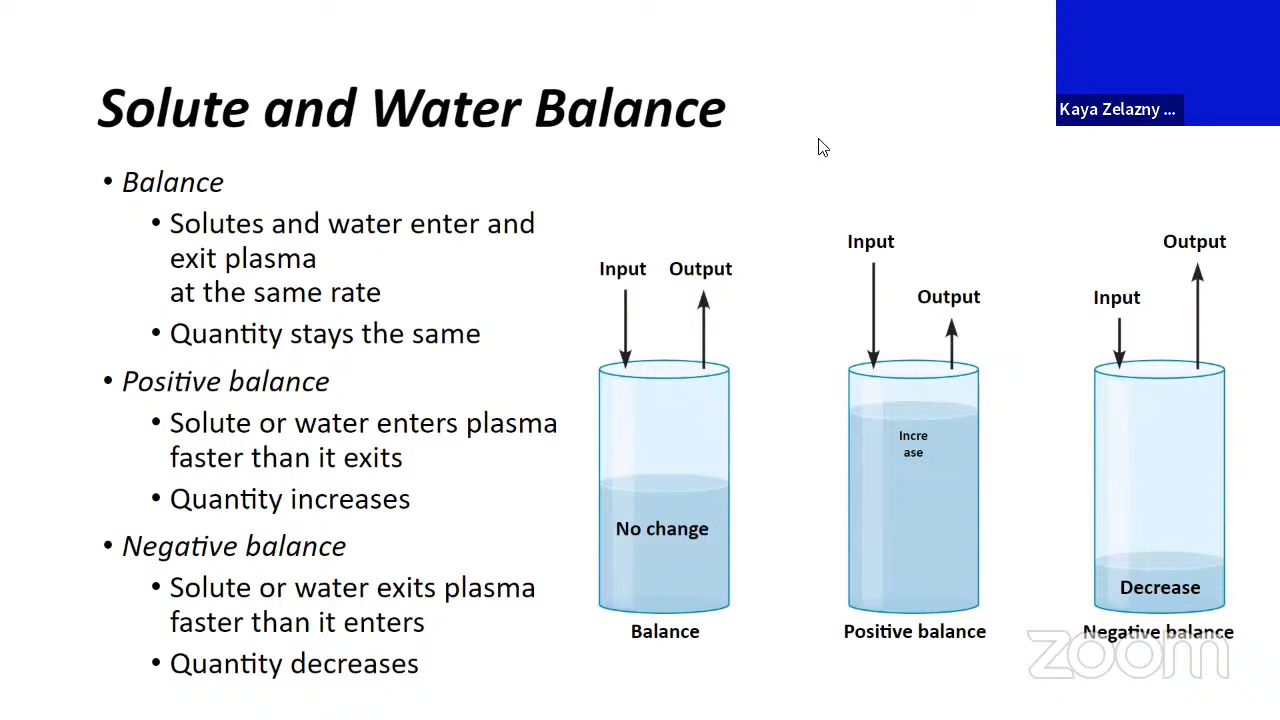 Kaya Zelazny ...
Solute and Water Balance
• Balance
• Solutes and water enter and
exit plasma
at the same rate
• Quantity stays the same
• Positive balance
• Solute or water enters plasma
faster than it exits
• Quantity increases
• Negative balance
• Solute or water exits plasma
faster than it enters
• Quantity decreases
Input Output
No change
Balance
Input
Output
Incre
ase
Positive balance
Output
Input
Decrease
Negative balance
zoom